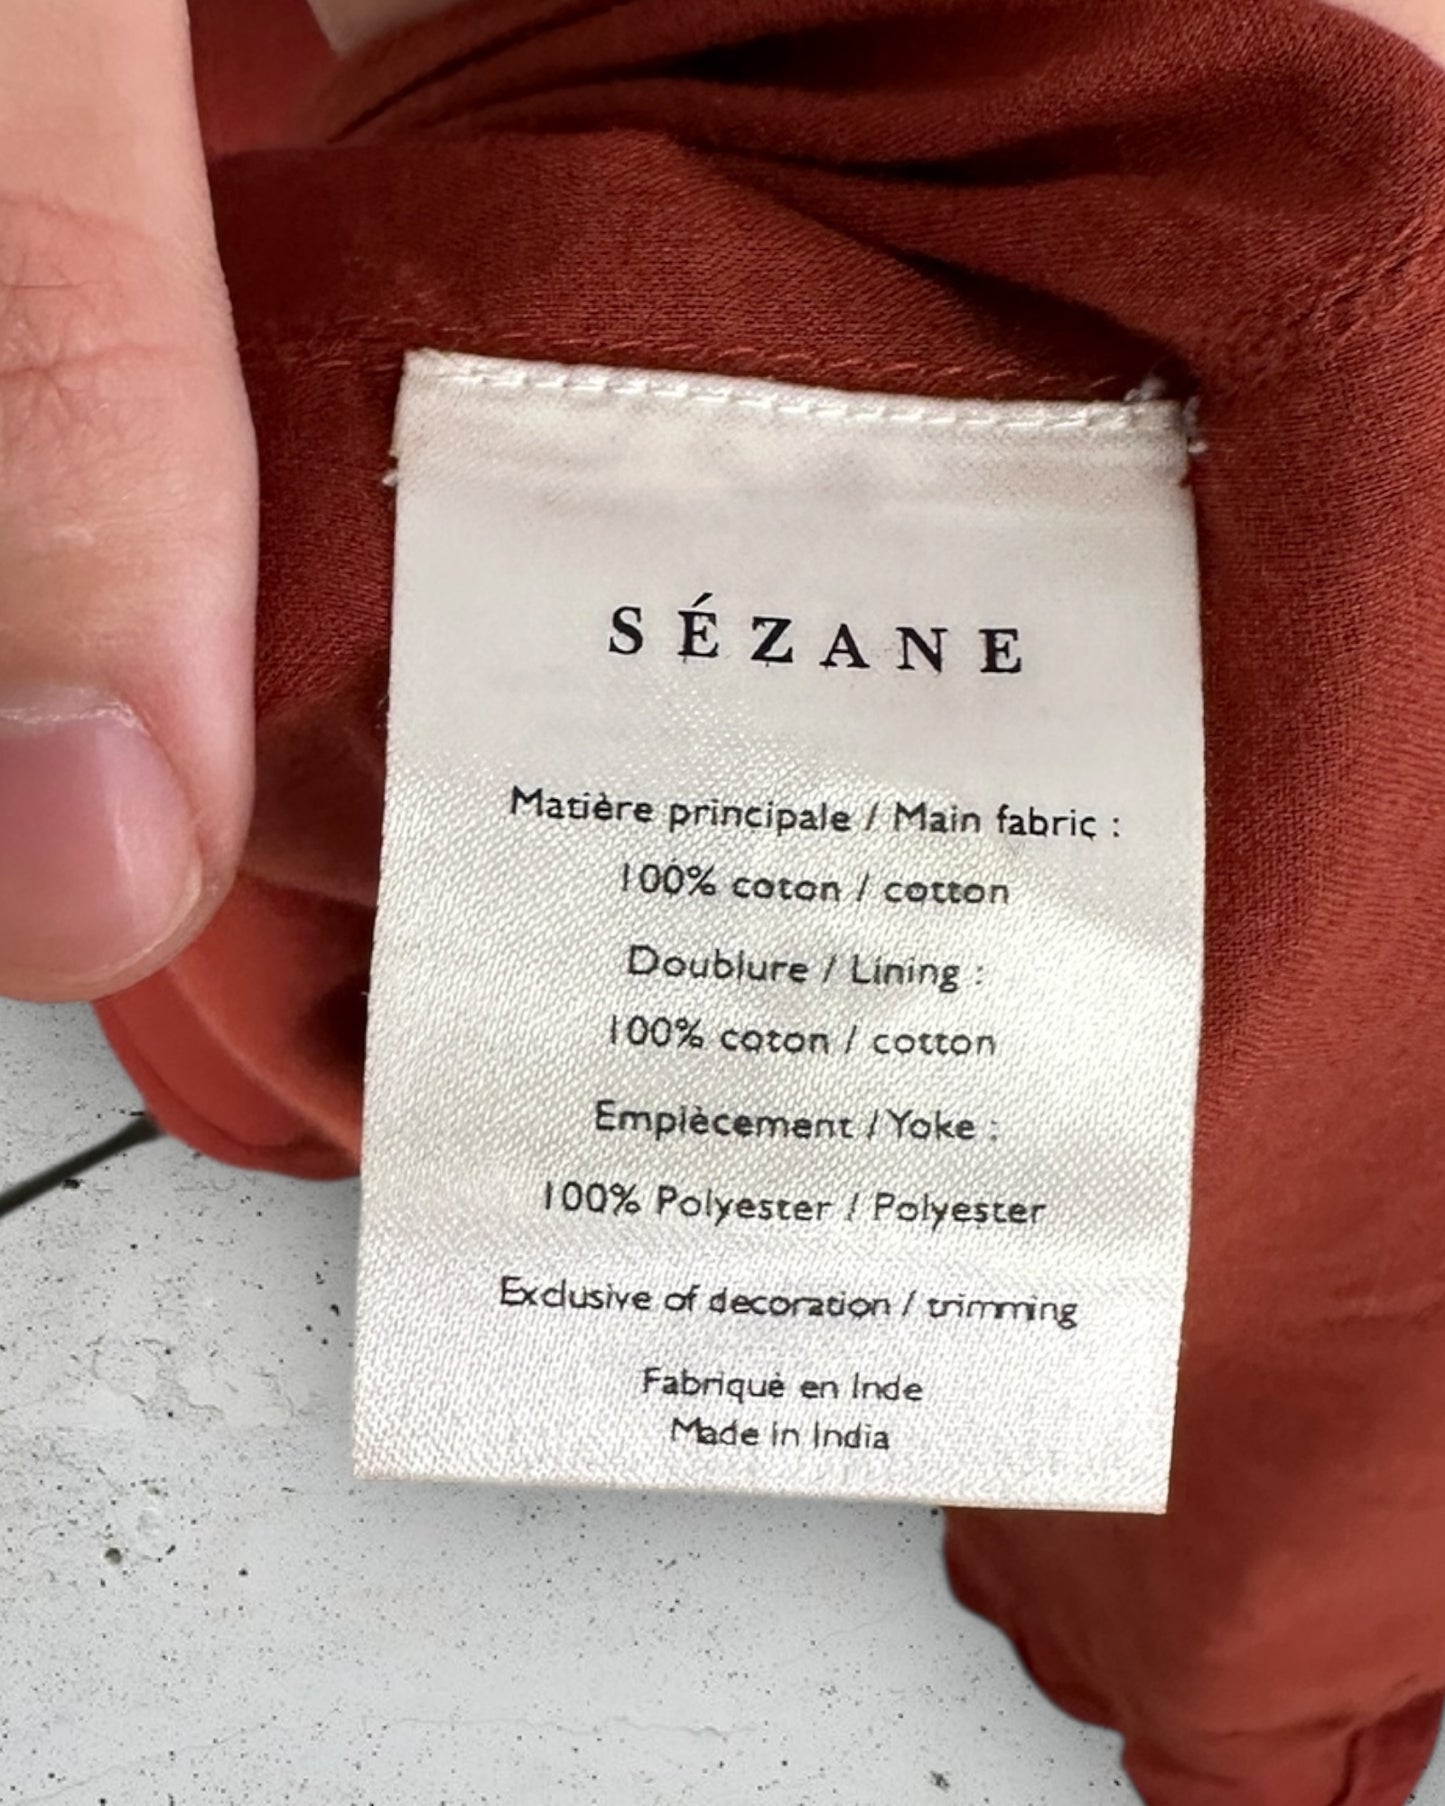 SÉZANE
Matière principale / Main fabric :
100% coton / cotton
Doublure / Lining :
100% coton / cotton
Emplècement / Yoke :
100% Polyester / Polyester
Exclusive of decoration / trimming
Fabriqué en Inde
Made in India